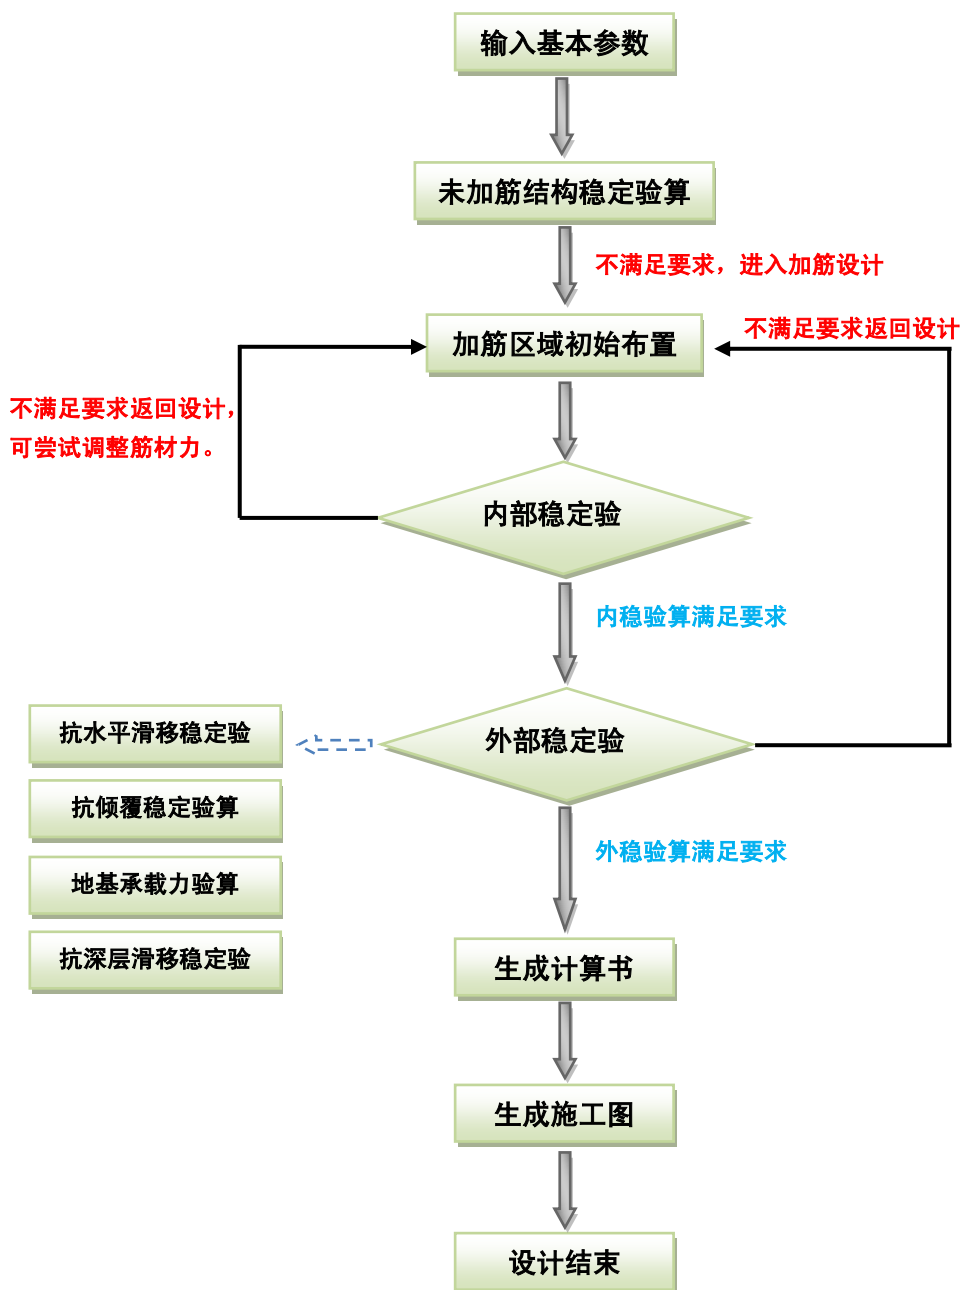 输入基本参数
未加筋结构稳定验算
不满足要求，进入加筋设计
不满足要求返回设计
加筋区域初始布置
不满足要求返回设计，
可尝试调整筋材力。
内部稳定验
内稳验算满足要求
抗水平滑移稳定验
外部稳定验
抗倾覆稳定验算
外稳验算满足要求
地基承载力验算
抗深层滑移稳定验
生成计算书
生成施工图
设计结束